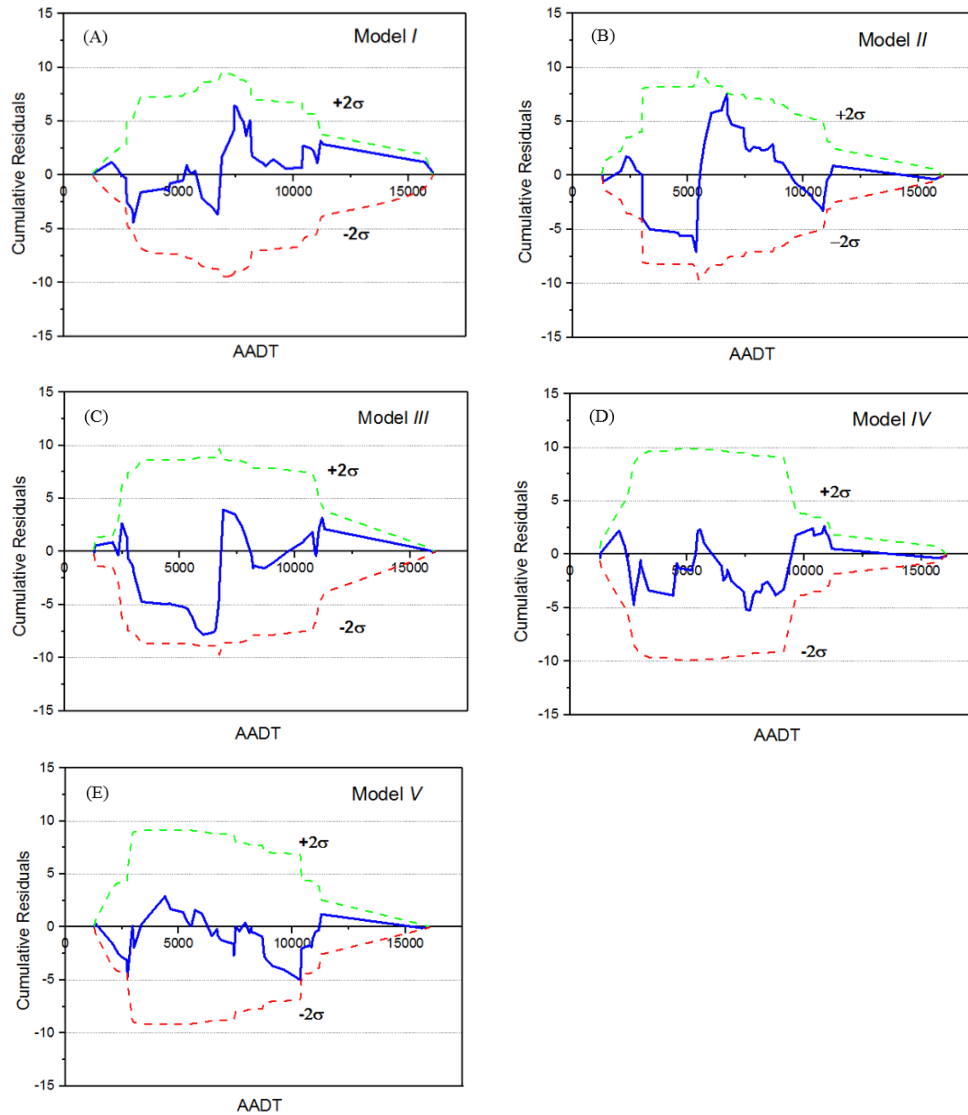 (A)
Model I
15
10
5
0
-5
-10
-15
0
5000
10000
15000
+2σ
-2σ
Cumulative Residuals
AADT
(B)
Model II
15
10
5
0
-5
-10
-15
0
5000
10000
15000
+2σ
−2σ
Cumulative Residuals
AADT
(C)
Model III
15
10
5
0
-5
-10
-15
0
5000
10000
15000
+2σ
-2σ
Cumulative Residuals
AADT
(D)
Model IV
15
10
5
0
-5
-10
-15
0
5000
10000
15000
+2σ
-2σ
Cumulative Residuals
AADT
(E)
Model V
15
10
5
0
-5
-10
-15
0
5000
10000
15000
+2σ
-2σ
Cumulative Residuals
AADT